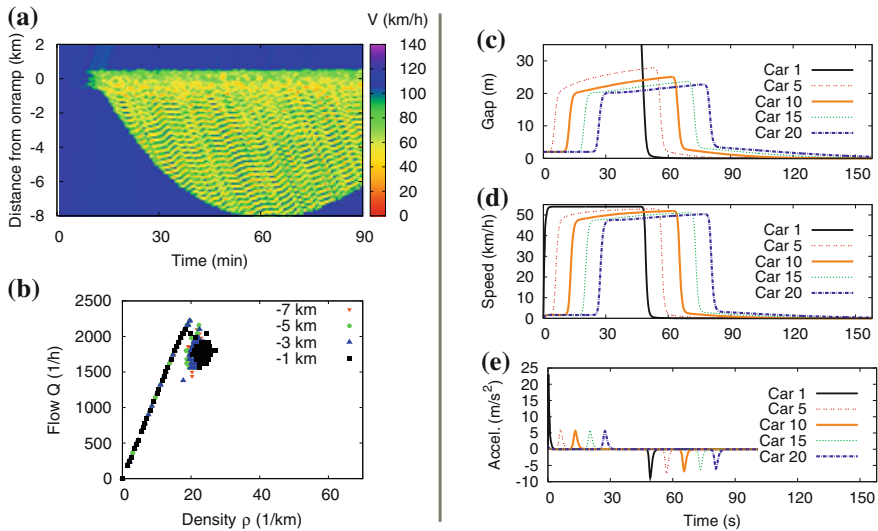 (a)
V (km/h)
Distance from onramp (km)
2
0
-2
-4
-6
-8
0
30
60
90
Time (min)
140
120
100
80
60
40
20
0
(b)
Flow Q (1/h)
2500
2000
1500
1000
500
0
0
20
40
60
Density ρ (1/km)
-7 km
-5 km
-3 km
-1 km
(c)
Gap (m)
30
20
10
0
0
30
60
90
120
150
Car 1
Car 5
Car 10
Car 15
Car 20
(d)
Speed (km/h)
50
40
30
20
10
0
0
30
60
90
120
150
Car 1
Car 5
Car 10
Car 15
Car 20
(e)
Accel. (m/s²)
25
20
15
10
5
0
-5
-10
0
30
60
90
120
150
Time (s)
Car 1
Car 5
Car 10
Car 15
Car 20